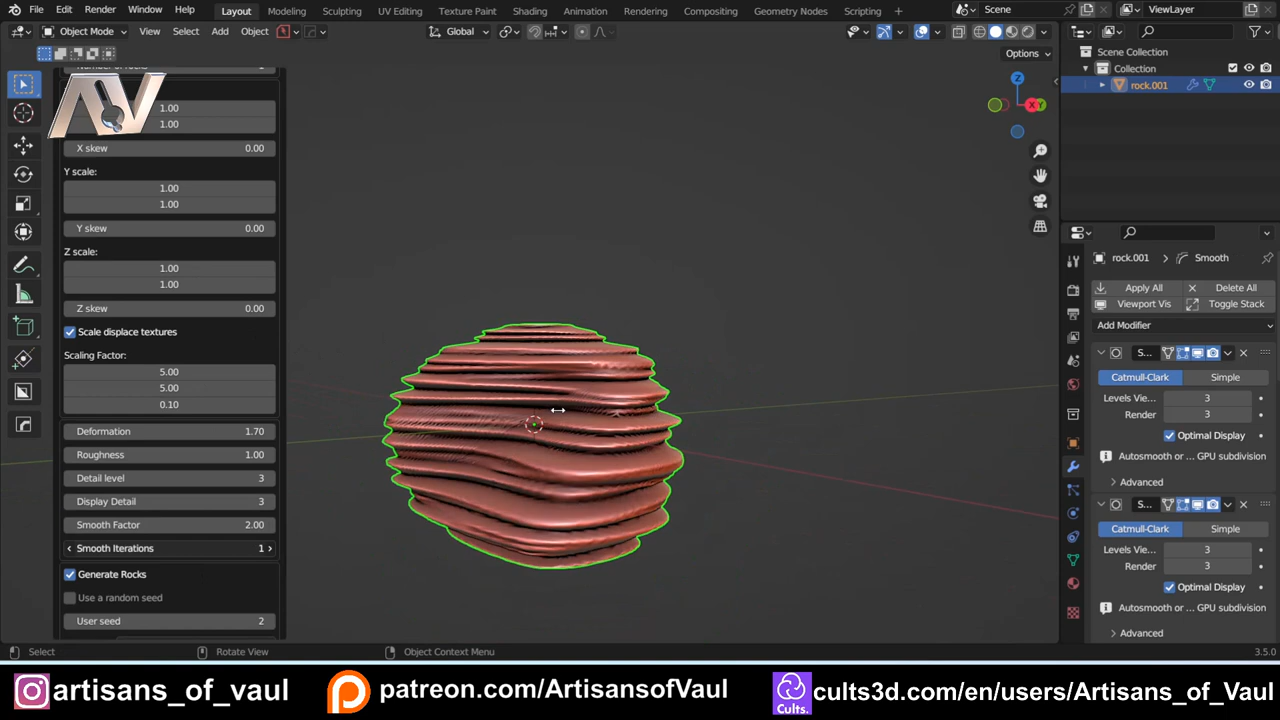 File Edit Render Window Help Layout Modeling Sculpting UV Editing Texture Paint Shading Animation Rendering Compositing Geometry Nodes Scripting + Scene ViewLayer
Object Mode View Select Add Object Global
Options
Scene Collection
Collection
rock.001
Z
X
Y
AV
1.00
1.00
X skew 0.00
Y scale:
1.00
1.00
Y skew 0.00
Z scale:
1.00
1.00
Z skew 0.00
Scale displace textures
Scaling Factor:
5.00
5.00
0.10
Deformation 1.70
Roughness 1.00
Detail level 3
Display Detail 3
Smooth Factor 2.00
Smooth Iterations 1
Generate Rocks
Use a random seed
User seed 2
rock.001 > Smooth
Apply All Delete All
Viewport Vis Toggle Stack
Add Modifier
S...
Catmull-Clark Simple
Levels Vie... 3
Render 3
Optimal Display
Autosmooth or ... GPU subdivision
Advanced
S...
Catmull-Clark Simple
Levels Vie... 3
Render 3
Optimal Display
Autosmooth or ... GPU subdivision
Advanced
Select Rotate View Object Context Menu 3.5.0
artisans_of_vaul patreon.com/ArtisansofVaul Cults. cults3d.com/en/users/Artisans_of_Vaul